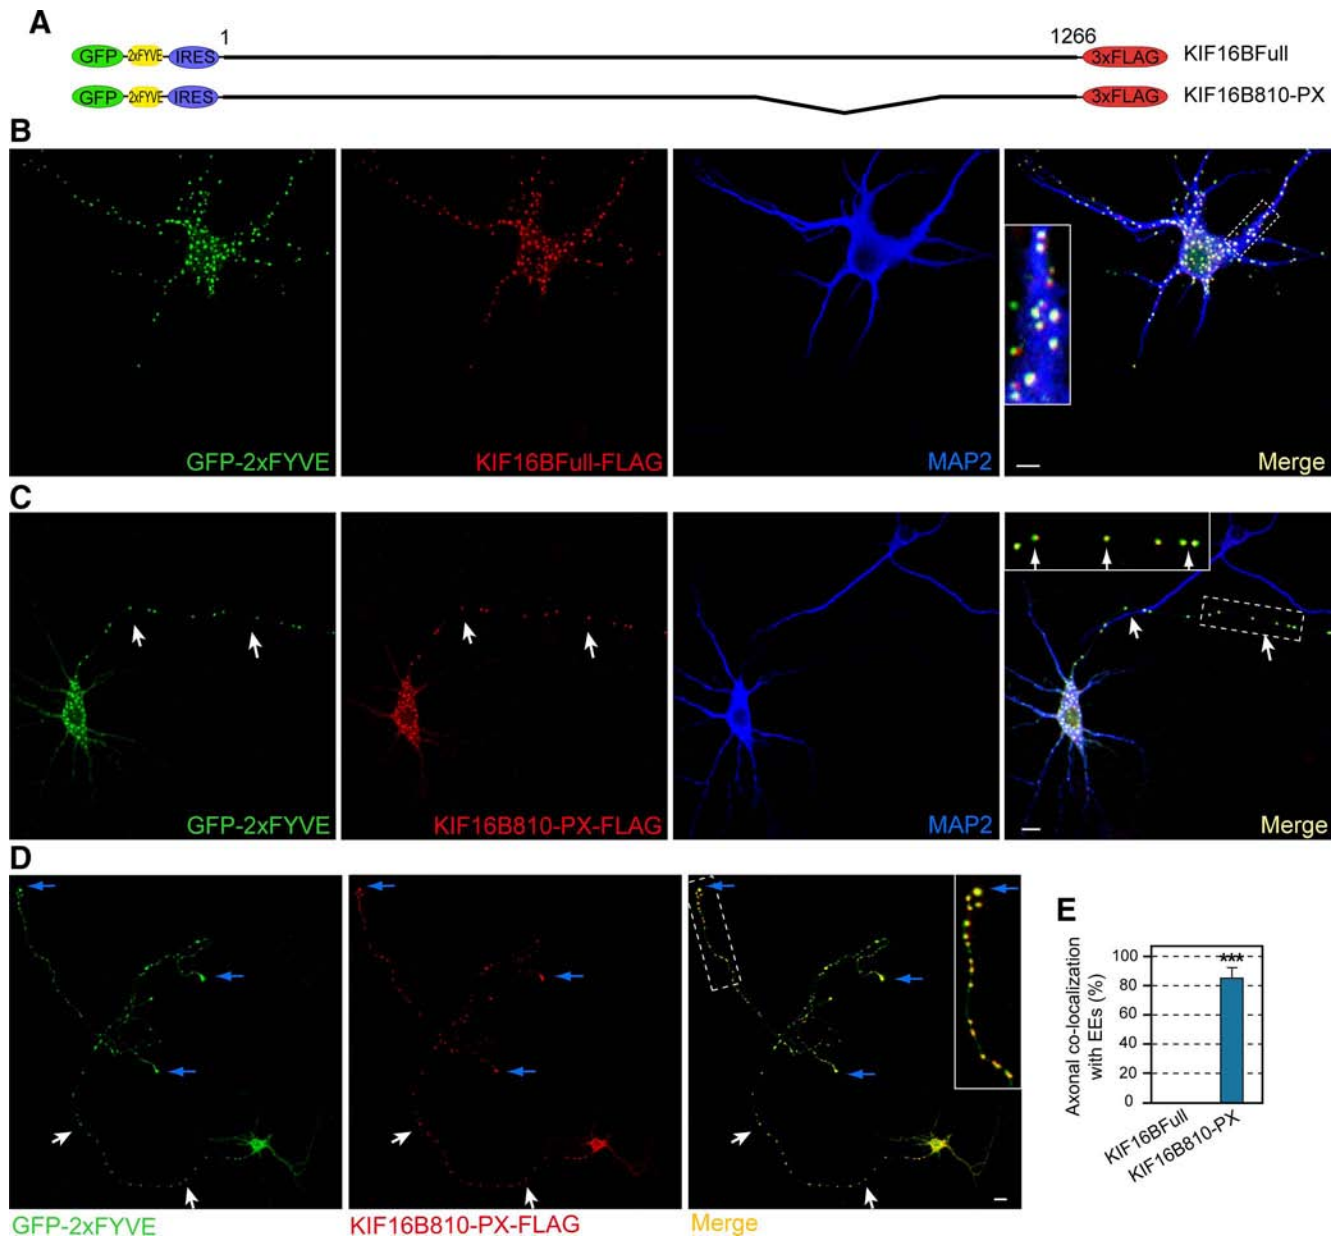 A
GFP 2xFYVE IRES 1 1266 3xFLAG KIF16BFull
GFP 2xFYVE IRES 3xFLAG KIF16B810-PX
B
GFP-2xFYVE KIF16BFull-FLAG MAP2 Merge
C
GFP-2xFYVE KIF16B810-PX-FLAG MAP2 Merge
D
GFP-2xFYVE KIF16B810-PX-FLAG Merge
E
Axonal co-localization
with EEs (%)
100
80
60
40
20
0
***
KIF16BFull
KIF16B810-PX